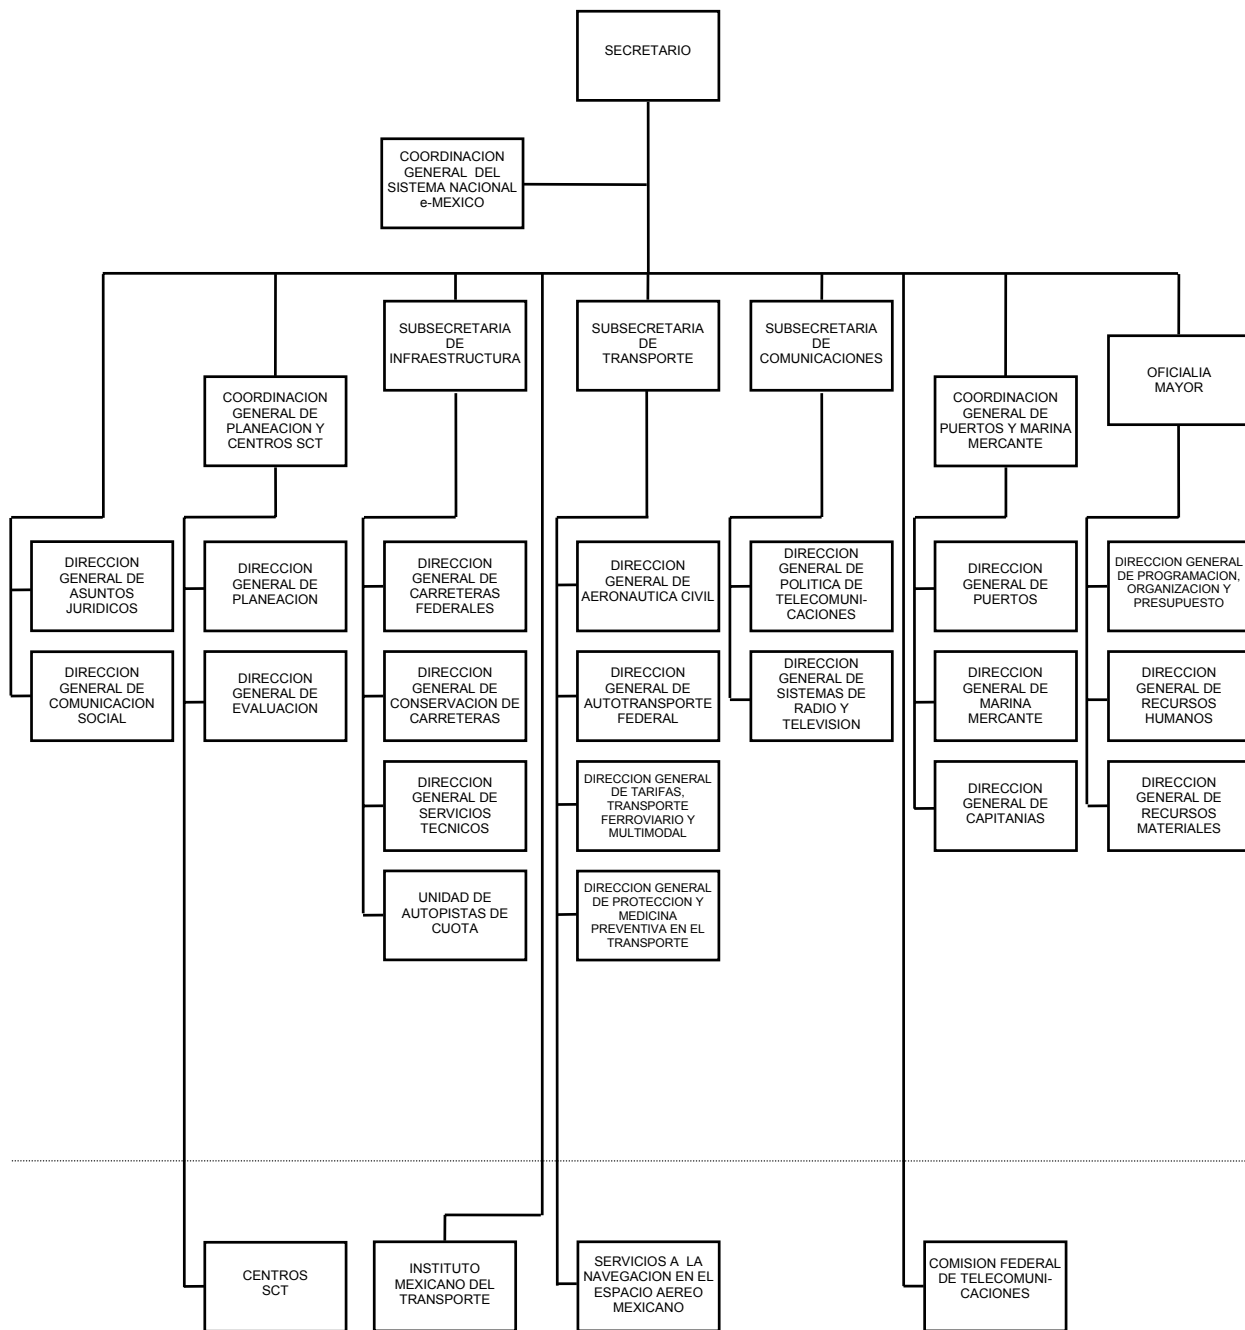 SECRETARIO
COORDINACION
GENERAL DEL
SISTEMA NACIONAL
e-MEXICO
SUBSECRETARIA
DE
INFRAESTRUCTURA
SUBSECRETARIA
DE
TRANSPORTE
SUBSECRETARIA
DE
COMUNICACIONES
OFICIALIA
MAYOR
COORDINACION
GENERAL DE
PLANEACION Y
CENTROS SCT
COORDINACION
GENERAL DE
PUERTOS Y MARINA
MERCANTE
DIRECCION
GENERAL DE
ASUNTOS
JURIDICOS
DIRECCION
GENERAL DE
PLANEACION
DIRECCION
GENERAL DE
CARRETERAS
FEDERALES
DIRECCION
GENERAL DE
AERONAUTICA CIVIL
DIRECCION
GENERAL DE
POLITICA DE
TELECOMUNI-
CACIONES
DIRECCION
GENERAL DE
PUERTOS
DIRECCION GENERAL
DE PROGRAMACION,
ORGANIZACION Y
PRESUPUESTO
DIRECCION
GENERAL DE
COMUNICACION
SOCIAL
DIRECCION
GENERAL DE
EVALUACION
DIRECCION
GENERAL DE
CONSERVACION DE
CARRETERAS
DIRECCION
GENERAL DE
AUTOTRANSPORTE
FEDERAL
DIRECCION
GENERAL DE
SISTEMAS DE
RADIO Y
TELEVISION
DIRECCION
GENERAL DE
MARINA
MERCANTE
DIRECCION
GENERAL DE
RECURSOS
HUMANOS
DIRECCION
GENERAL DE
SERVICIOS
TECNICOS
DIRECCION GENERAL
DE TARIFAS,
TRANSPORTE
FERROVIARIO Y
MULTIMODAL
DIRECCION
GENERAL DE
CAPITANIAS
DIRECCION
GENERAL DE
RECURSOS
MATERIALES
UNIDAD DE
AUTOPISTAS DE
CUOTA
DIRECCION GENERAL
DE PROTECCION Y
MEDICINA
PREVENTIVA EN EL
TRANSPORTE
CENTROS
SCT
INSTITUTO
MEXICANO DEL
TRANSPORTE
SERVICIOS A LA
NAVEGACION EN EL
ESPACIO AEREO
MEXICANO
COMISION FEDERAL
DE TELECOMUNI-
CACIONES